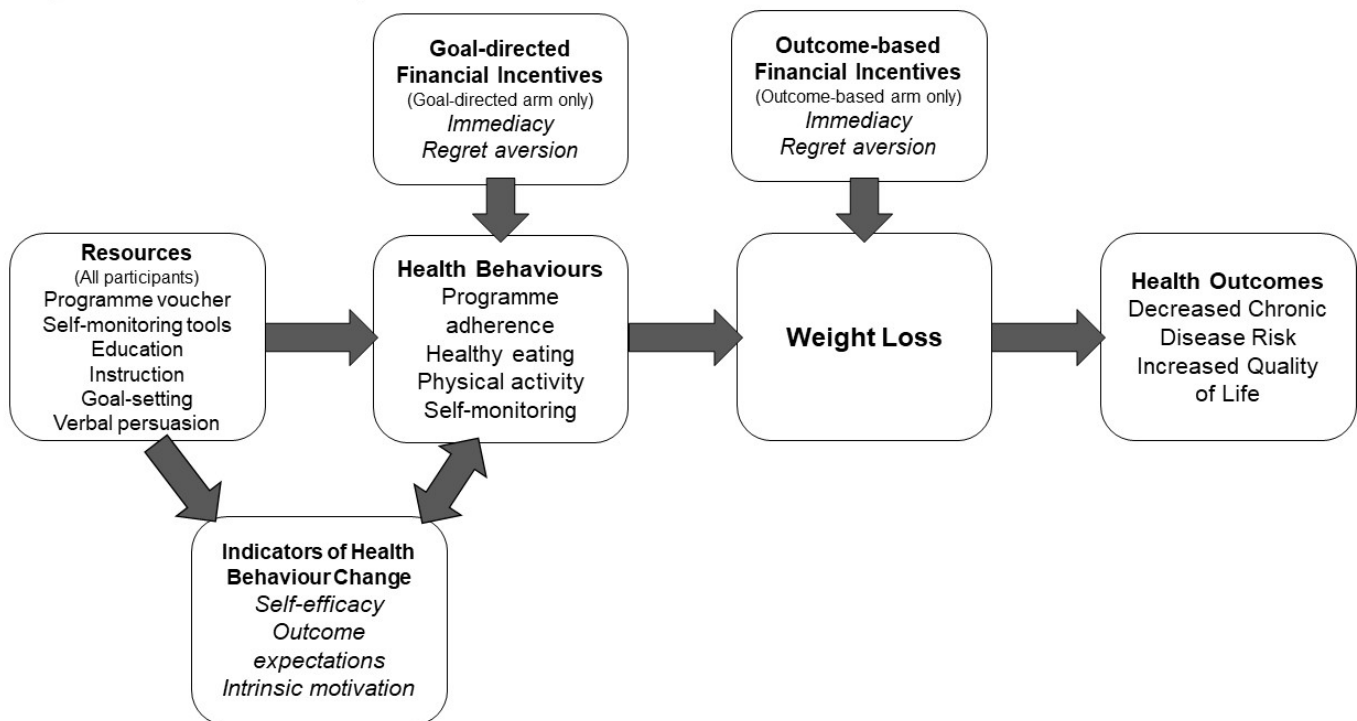 Goal-directed
Financial Incentives
(Goal-directed arm only)
Immediacy
Regret aversion
Outcome-based
Financial Incentives
(Outcome-based arm only)
Immediacy
Regret aversion
Resources
(All participants)
Programme voucher
Self-monitoring tools
Education
Instruction
Goal-setting
Verbal persuasion
Health Behaviours
Programme
adherence
Healthy eating
Physical activity
Self-monitoring
Weight Loss
Health Outcomes
Decreased Chronic
Disease Risk
Increased Quality
of Life
Indicators of Health
Behaviour Change
Self-efficacy
Outcome
expectations
Intrinsic motivation